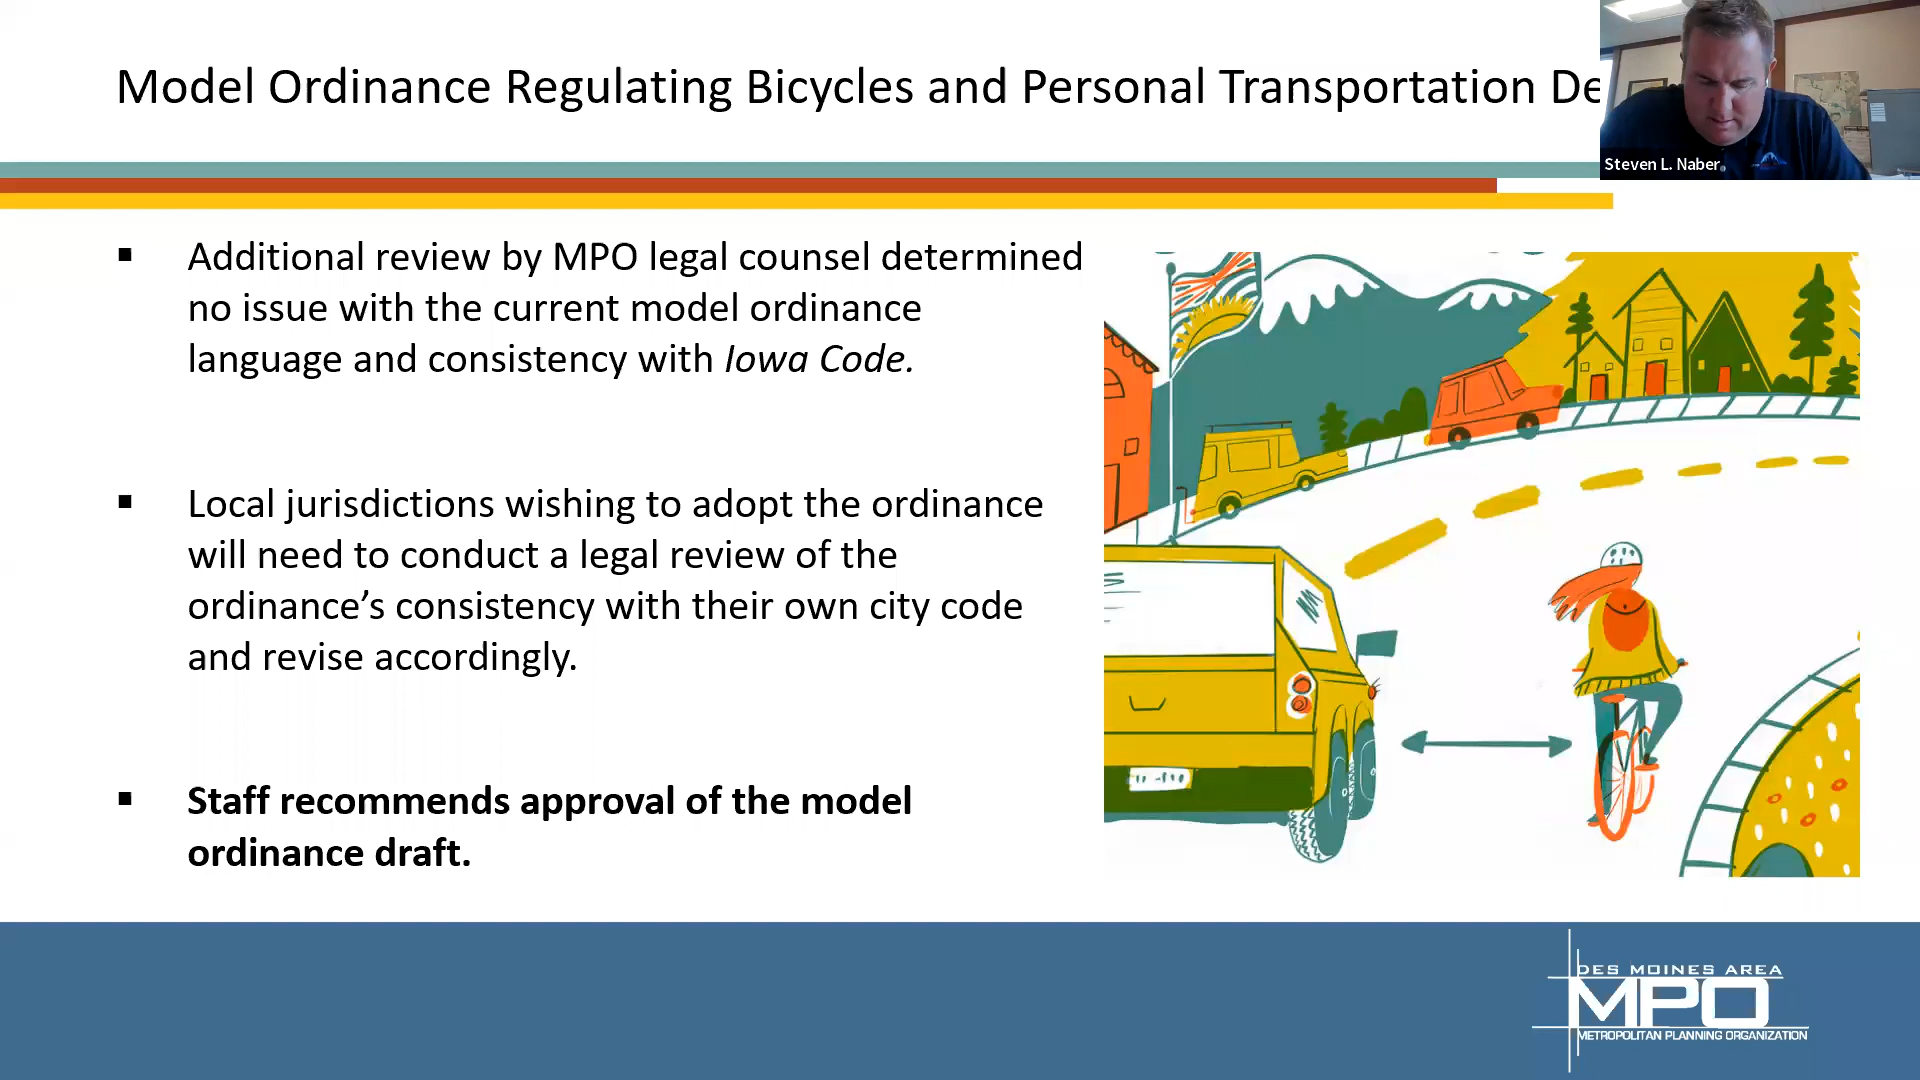 Model Ordinance Regulating Bicycles and Personal Transportation De
Steven L. Naber
▪ Additional review by MPO legal counsel determined
no issue with the current model ordinance
language and consistency with Iowa Code.
▪ Local jurisdictions wishing to adopt the ordinance
will need to conduct a legal review of the
ordinance’s consistency with their own city code
and revise accordingly.
▪ Staff recommends approval of the model
ordinance draft.
DES MOINES AREA
MPO
METROPOLITAN PLANNING ORGANIZATION